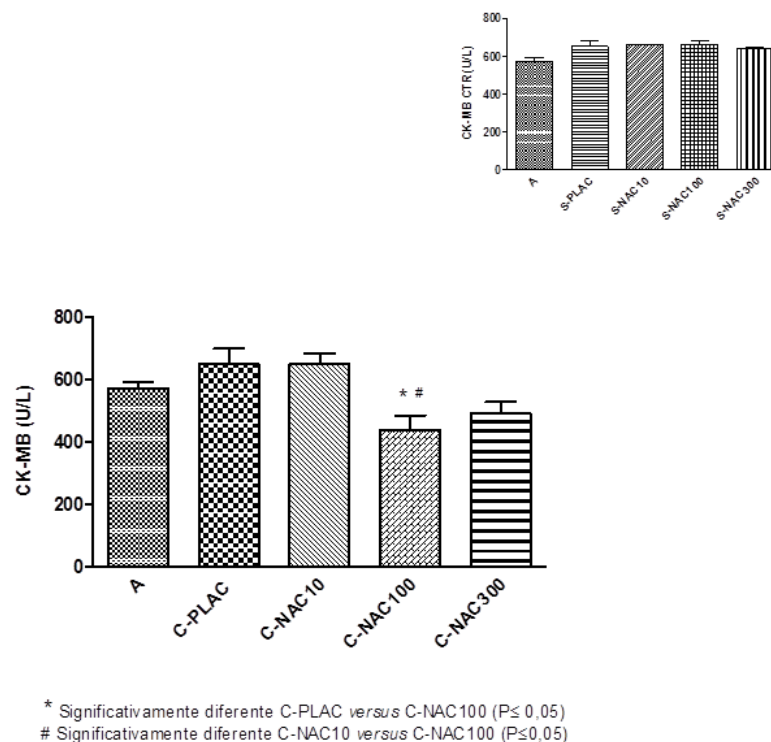 800
600
400
200
0
CK-MB CTR(U/L)
A
S-PLAC
S-NAC10
S-NAC100
S-NAC300
800
600
400
200
0
CK-MB (U/L)
* #
A
C-PLAC
C-NAC10
C-NAC100
C-NAC300
* Significativamente diferente C-PLAC versus C-NAC100 (P≤ 0,05)
# Significativamente diferente C-NAC10 versus C-NAC100 (P≤0,05)